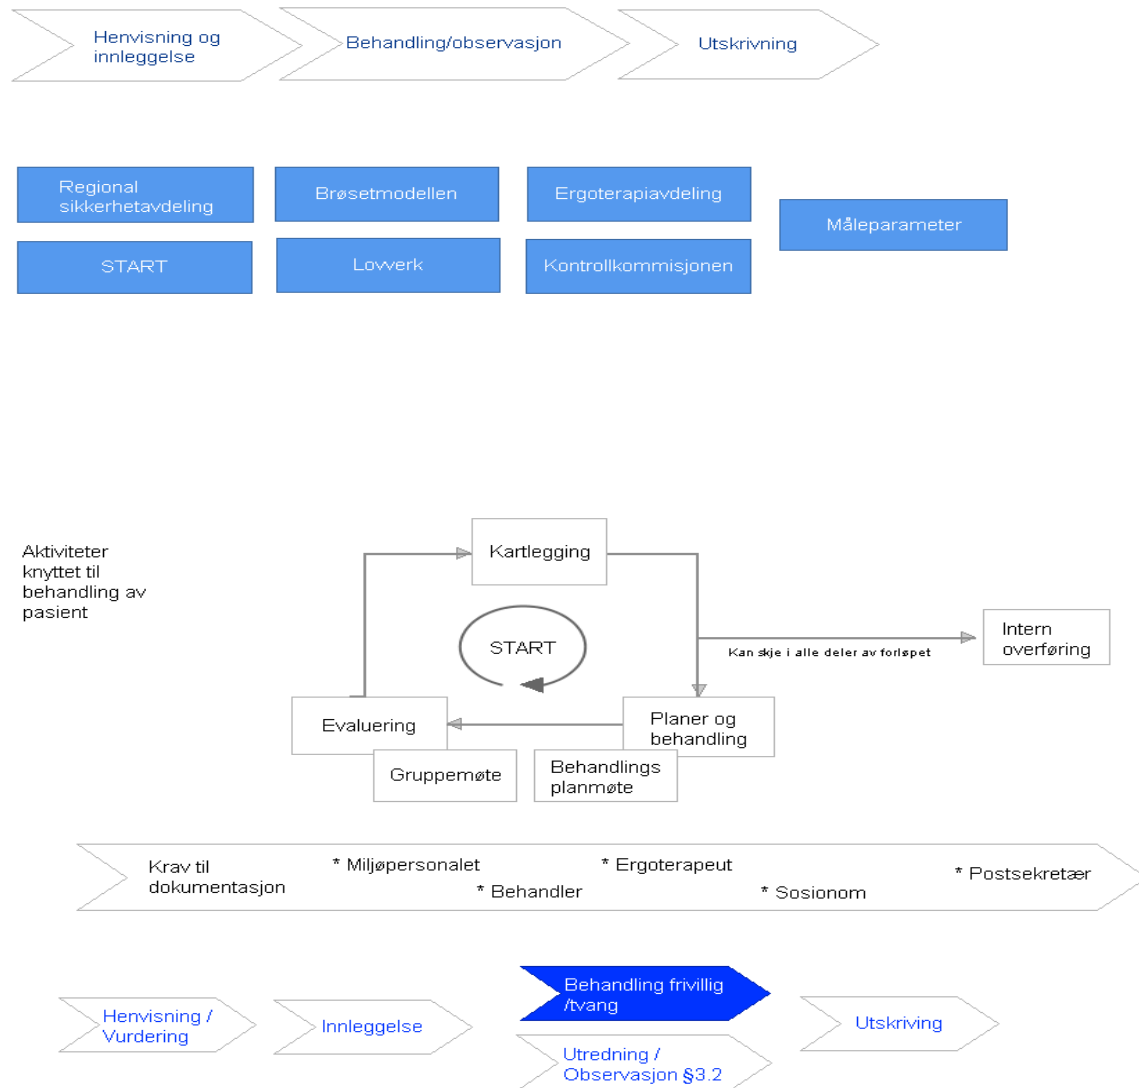 Henvisning og
innleggelse
Behandling/observasjon
Utskrivning
Regional
sikkerhetavdeling
Brøsetmodellen
Ergoterapiavdeling
Måleparameter
START
Lovverk
Kontrollkommisjonen
Aktiviteter
knyttet til
behandling av
pasient
Kartlegging
START
Kan skje i alle deler av forløpet
Intern
overføring
Evaluering
Planer og
behandling
Gruppemøte
Behandlings
planmøte
Krav til
dokumentasjon
* Miljøpersonalet
* Behandler
* Ergoterapeut
* Sosionom
* Postsekretær
Henvisning /
Vurdering
Innleggelse
Behandling frivillig
/tvang
Utredning /
Observasjon §3.2
Utskriving